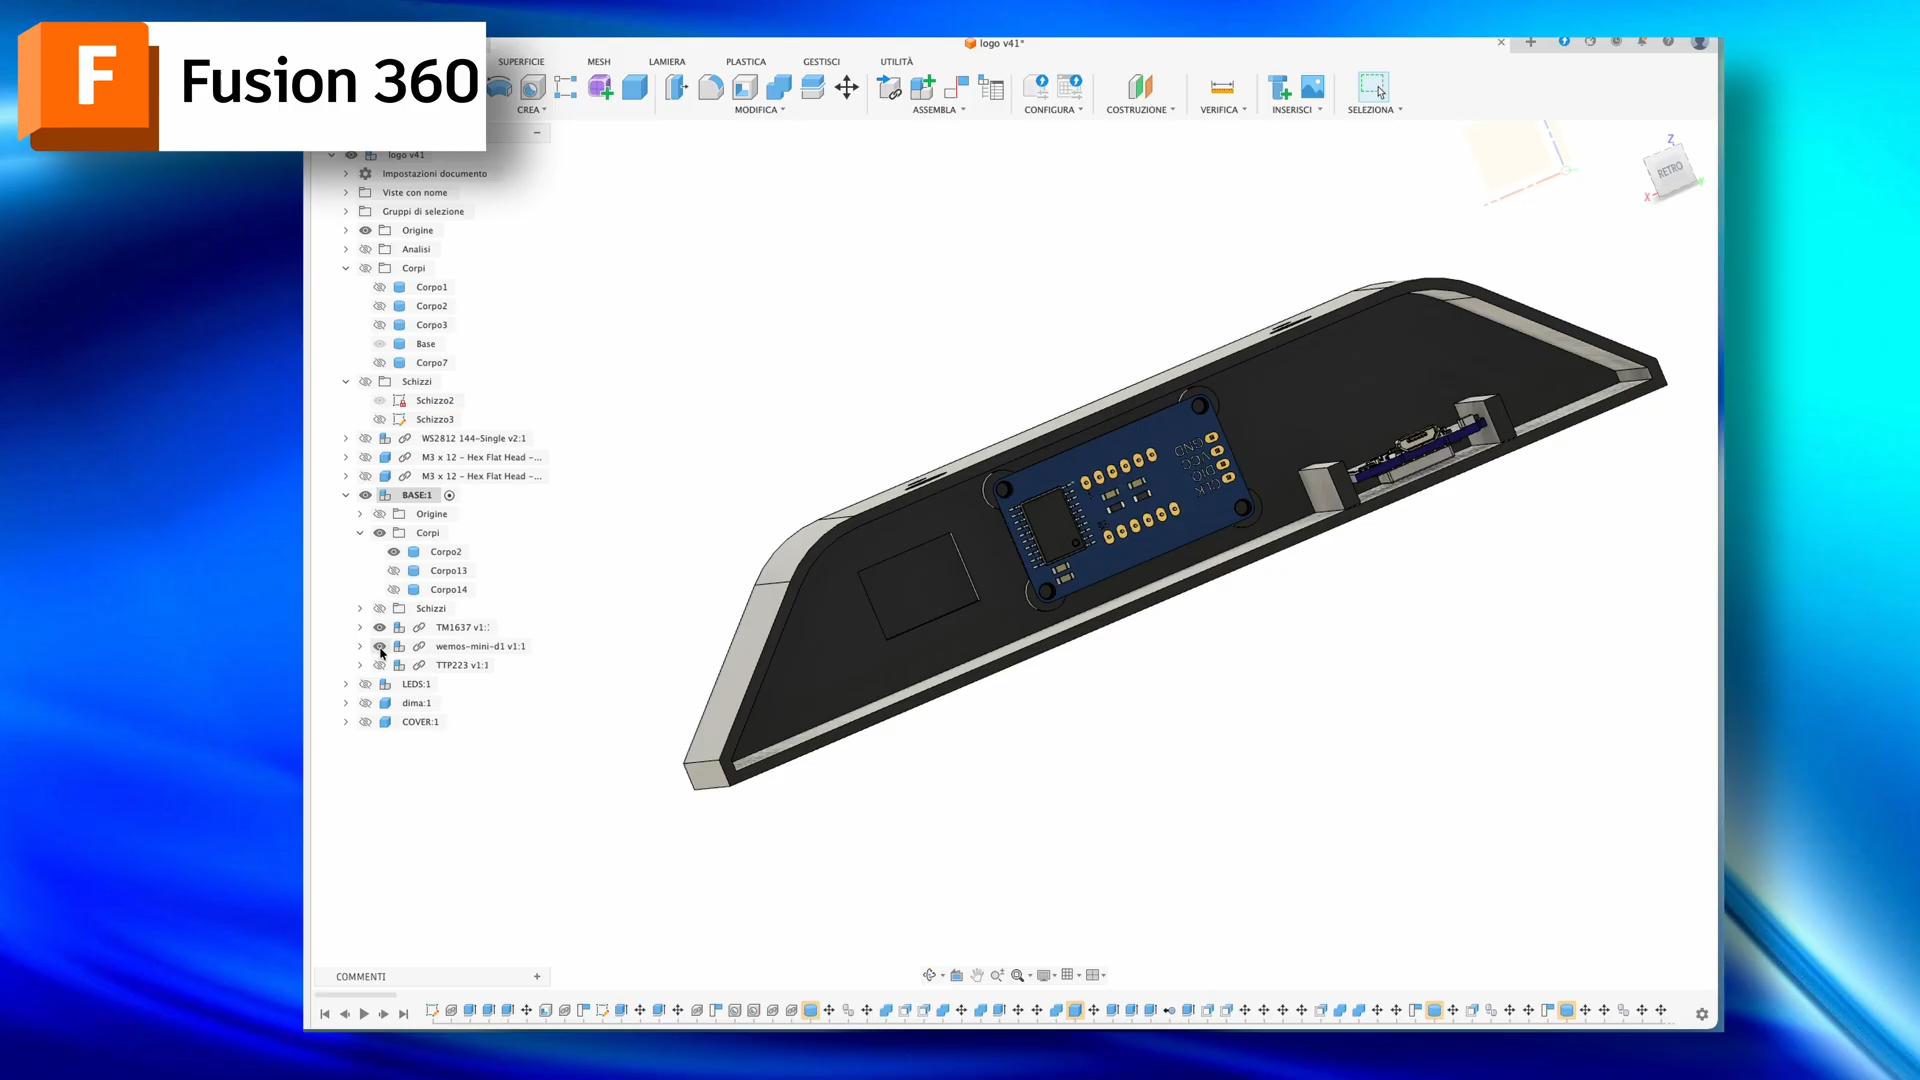 Fusion 360
logo v41*
SUPERFICIE MESH LAMIERA PLASTICA GESTISCI UTILITÀ
CREA MODIFICA ASSEMBLA CONFIGURA COSTRUZIONE VERIFICA INSERISCI SELEZIONA
logo v41
Impostazioni documento
Viste con nome
Gruppi di selezione
Origine
Analisi
Corpi
Corpo1
Corpo2
Corpo3
Base
Corpo7
Schizzi
Schizzo2
Schizzo3
WS2812 144-Single v2:1
M3 x 12 - Hex Flat Head -...
M3 x 12 - Hex Flat Head -...
BASE:1
Origine
Corpi
Corpo2
Corpo13
Corpo14
Schizzi
TM1637 v1:
wemos-mini-d1 v1:1
TTP223 v1:1
LEDS:1
dima:1
COVER:1
Z
RETRO
X
GND
VCC
DIO
CLK
COMMENTI